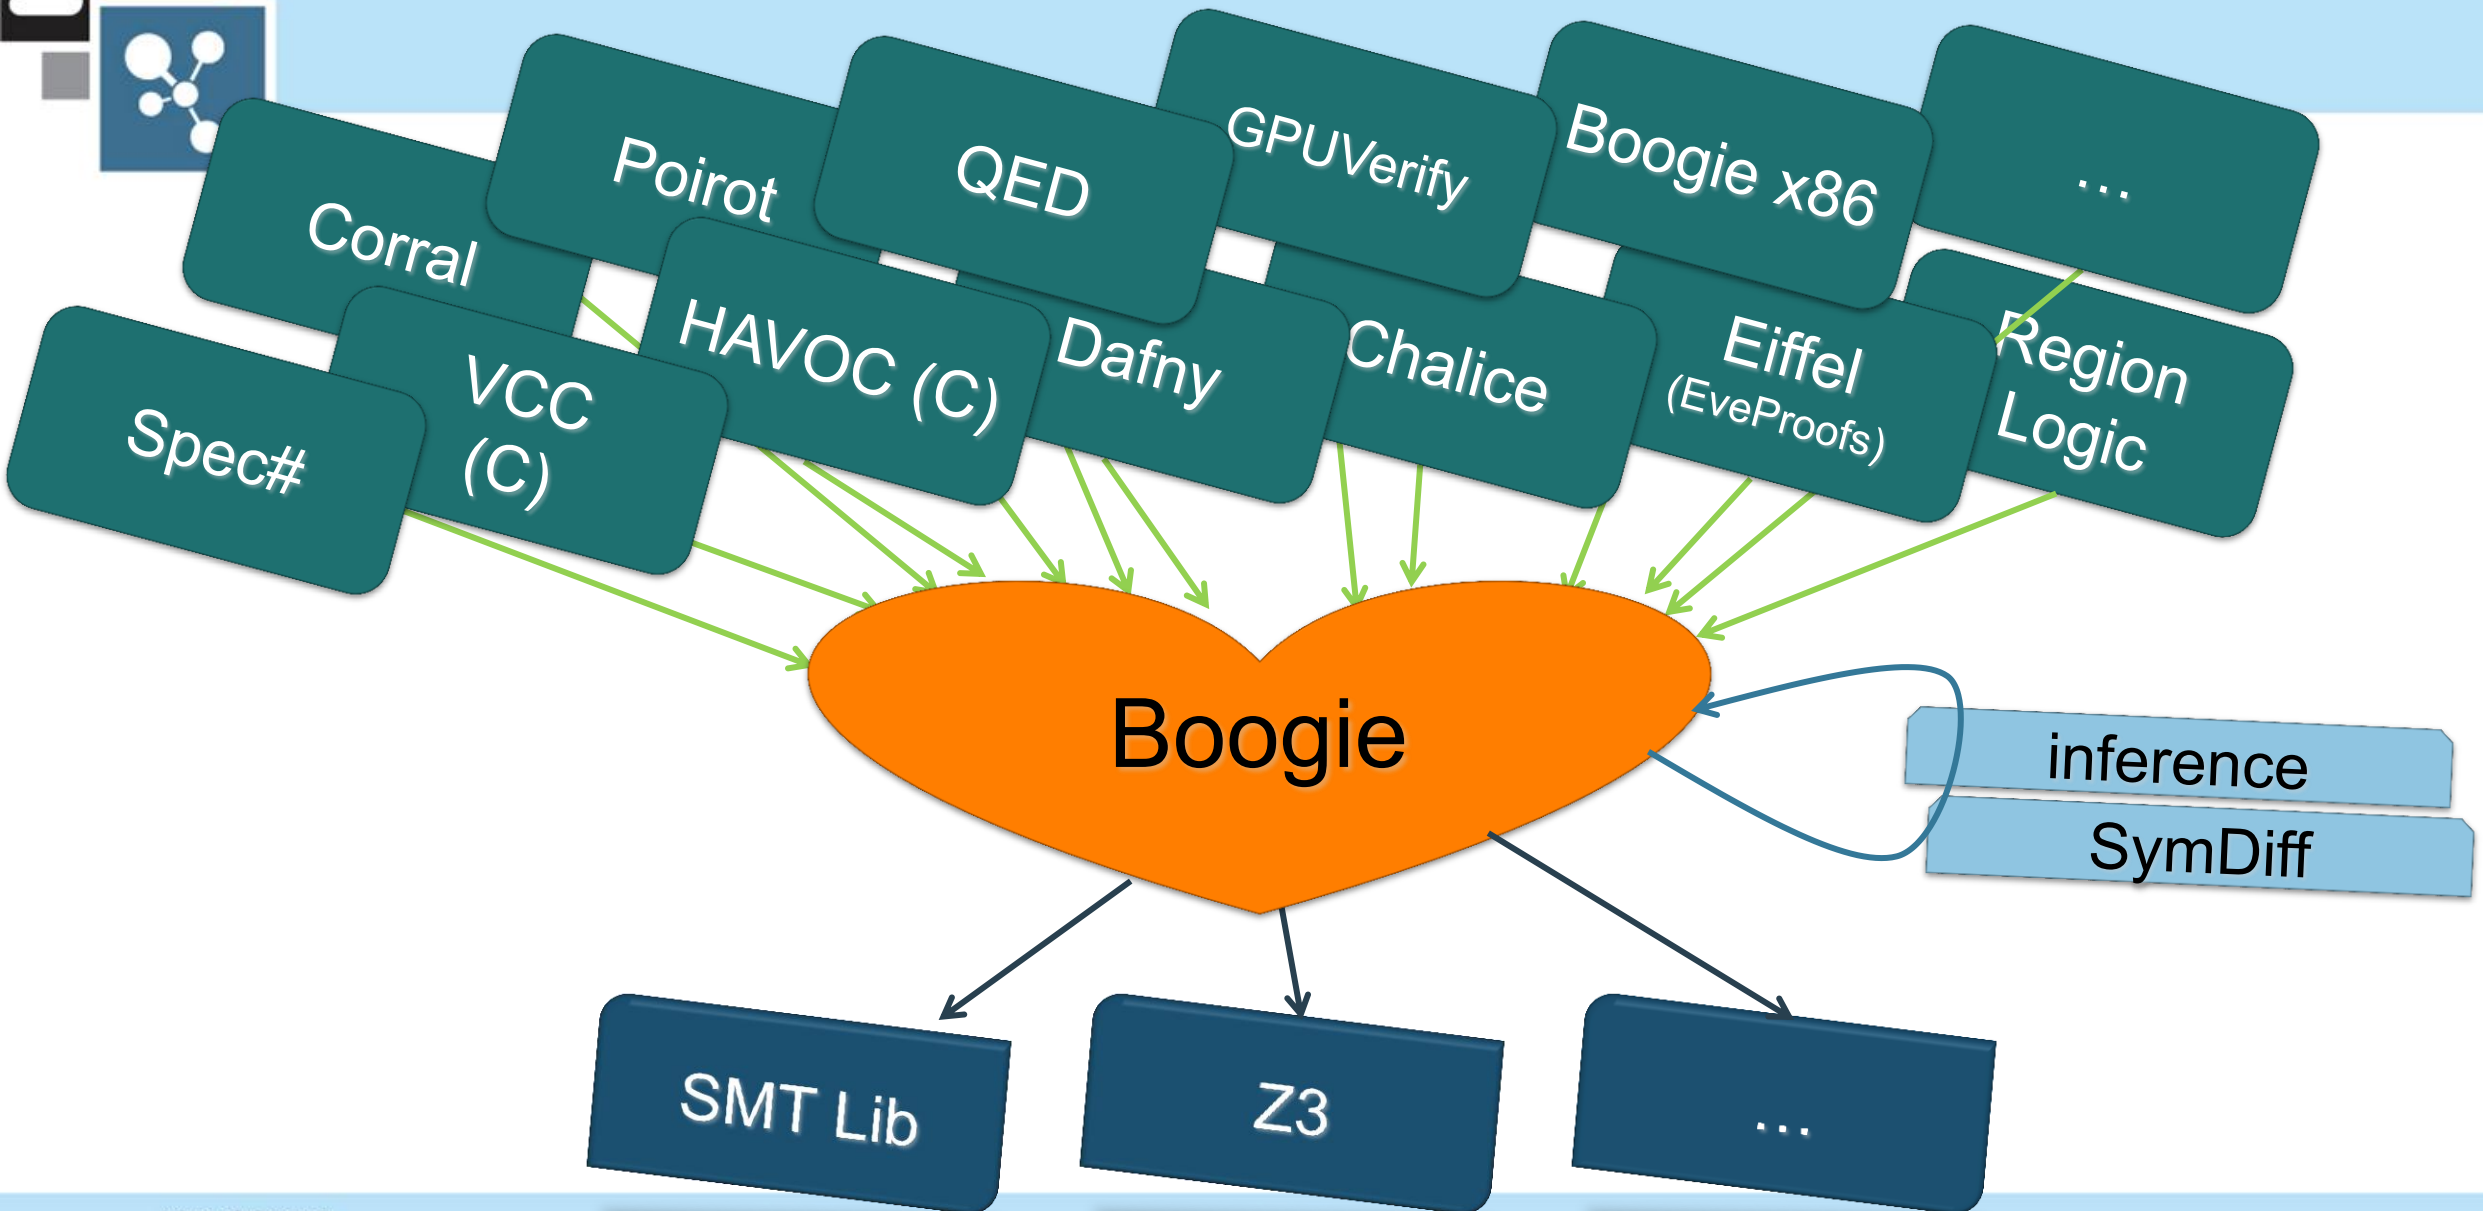 Corral
Poirot
QED
GPUVerify
Boogie x86
...
Spec#
VCC
(C)
HAVOC (C)
Dafny
Chalice
Eiffel
(EveProofs)
Region
Logic
Boogie
inference
SymDiff
SMT Lib
Z3
...